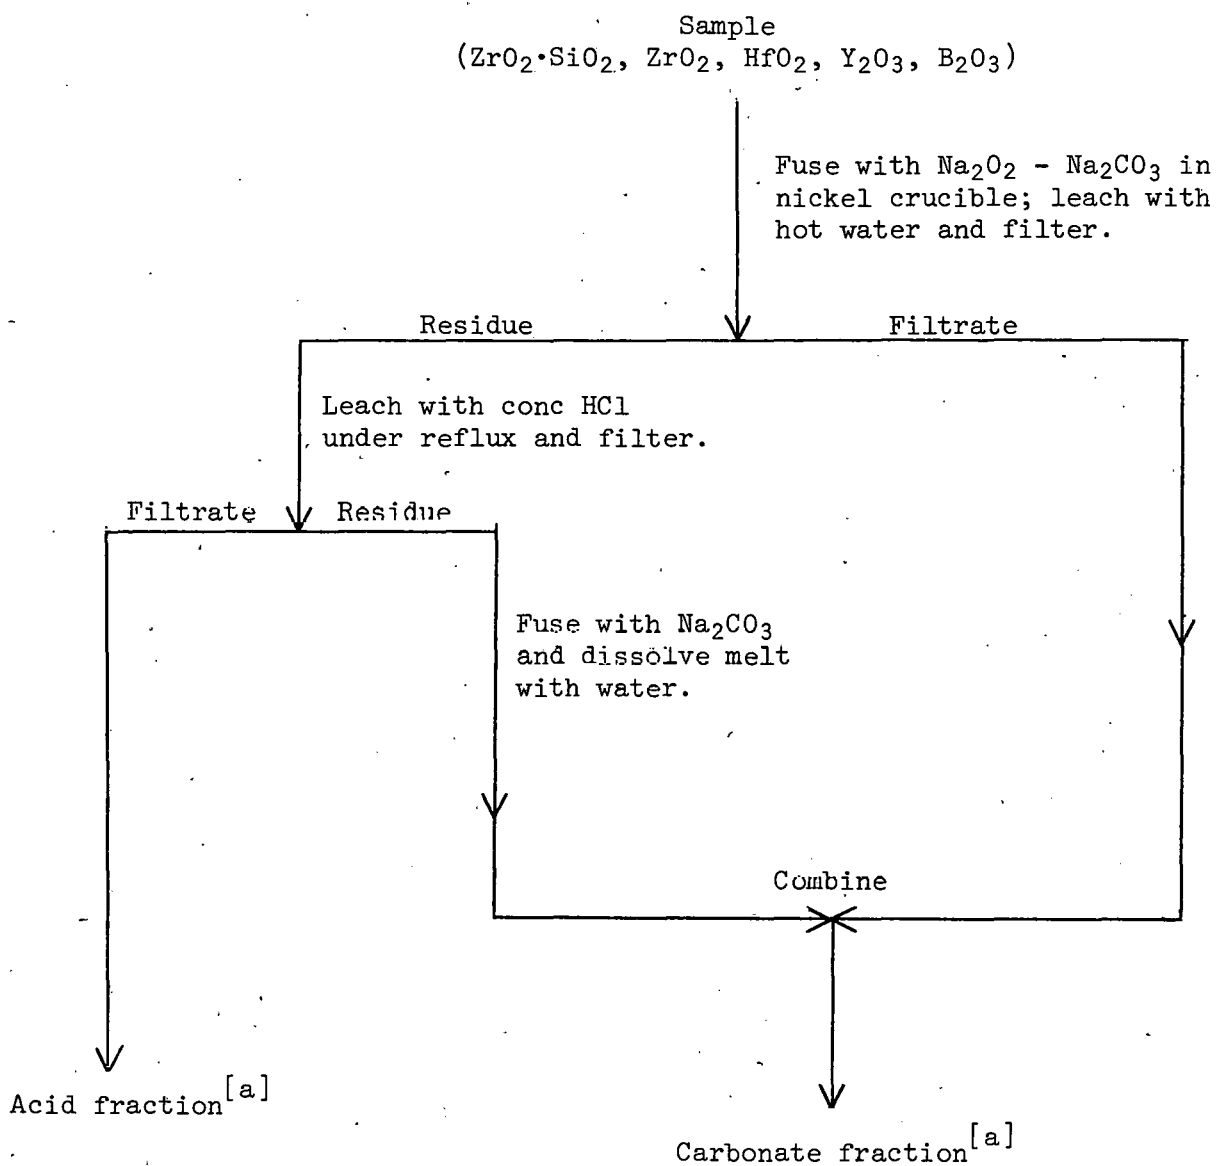 Sample
(ZrO₂·SiO₂, ZrO₂, HfO₂, Y₂O₃, B₂O₃)
Fuse with Na₂O₂ - Na₂CO₃ in
nickel crucible; leach with
hot water and filter.
Residue
Filtrate
Leach with conc HCl
under reflux and filter.
Filtrate
Residue
Fuse with Na₂CO₃
and dissolve melt
with water.
Combine
Acid fraction[a]
Carbonate fraction[a]